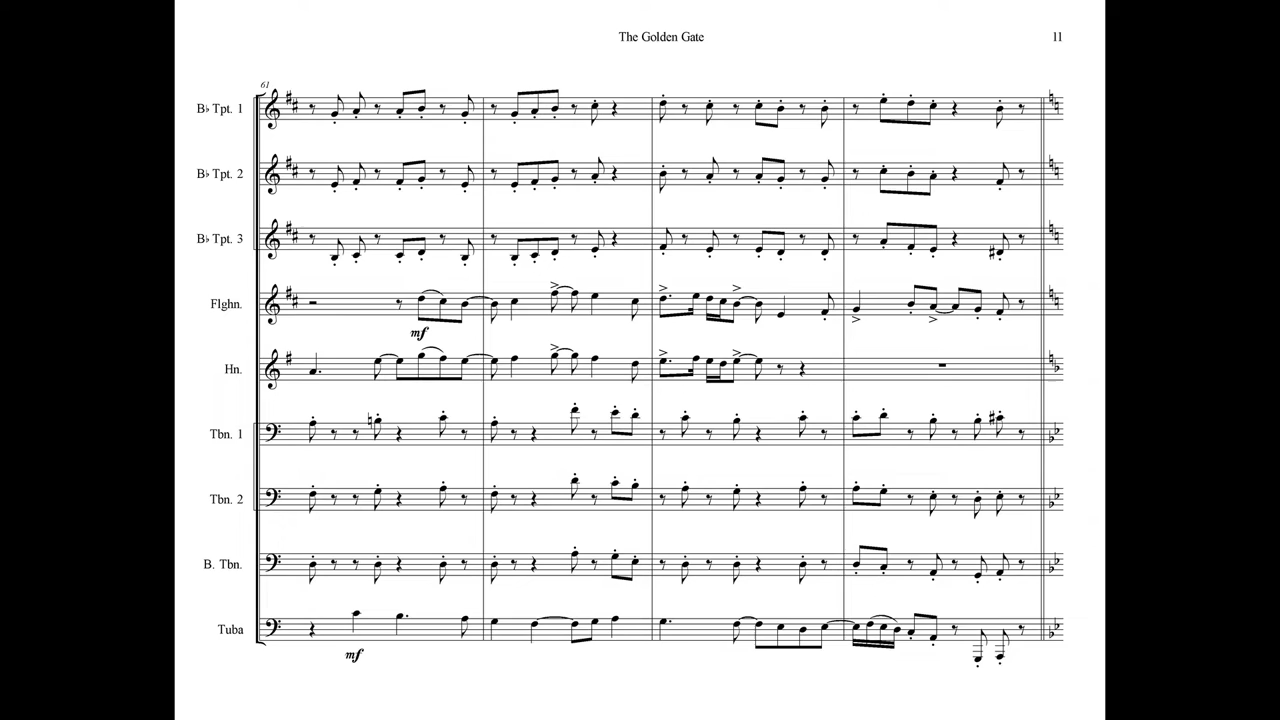 The Golden Gate 11
61
B♭ Tpt. 1
B♭ Tpt. 2
B♭ Tpt. 3
Flghn.
mf
Hn.
Tbn. 1
Tbn. 2
B. Tbn.
Tuba
mf